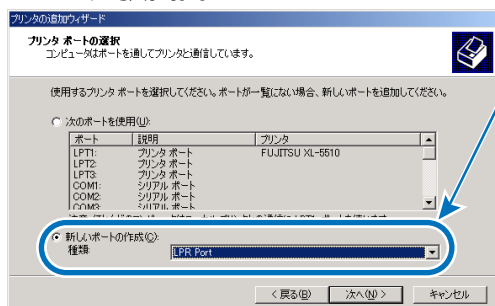 プリンタの追加ウィザード
プリンタ ポートの選択
コンピュータはポートを通してプリンタと通信しています。
使用するプリンタ ポートを選択してください。ポートが一覧にない場合、新しいポートを追加してください。
次のポートを使用(U):
ポート 説明 プリンタ
LPT1: プリンタ ポート FUJITSU XL-5510
LPT2: プリンタ ポート
LPT3: プリンタ ポート
COM1: シリアル ポート
COM2: シリアル ポート
COM3: シリアル ポート
新しいポートの作成(C):
種類: LPR Port
< 戻る(B) 次へ(N) > キャンセル